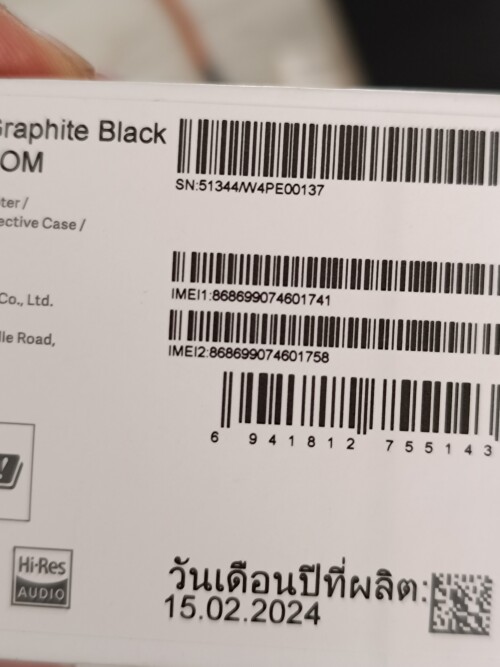 Graphite Black
OM
SN:51344/W4PE00137
ter /
ective Case /
IMEI1:868699074601741
Co., Ltd.
lle Road,
IMEI2:868699074601758
6 941812 755143
Hi-Res
AUDIO
วันเดือนปีที่ผลิต:
15.02.2024